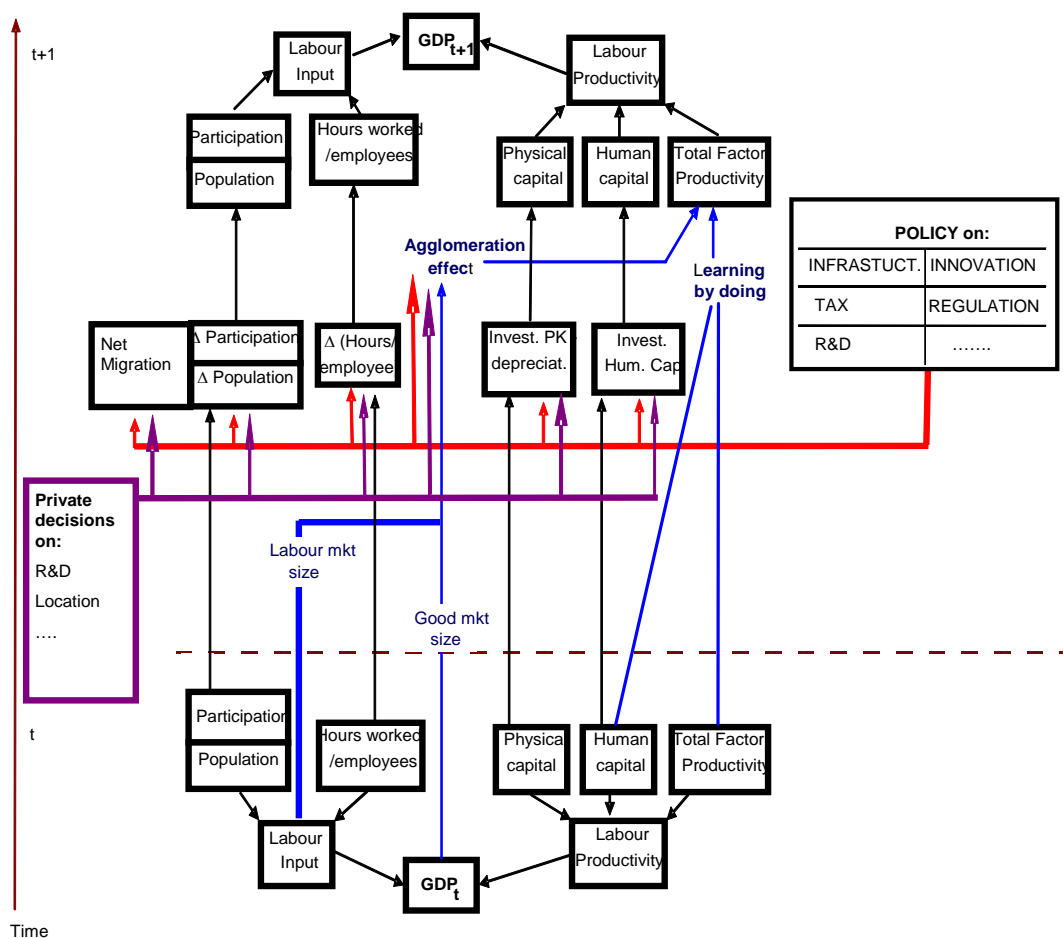 t+1
Labour
Input
GDP t+1
Labour
Productivity
Participation
Population
Hours worked
/employees
Physical
capital
Human
capital
Total Factor
Productivity
Agglomeration
effect
Learning
by doing
POLICY on:
INFRASTUCT. INNOVATION
TAX REGULATION
R&D …….
Net
Migration
Δ Participation
Δ Population
Δ (Hours/
employee
Invest. PK -
depreciat.
Invest.
Hum. Cap
Private
decisions
on:
R&D
Location
….
Labour mkt
size
Good mkt
size
t
Participation
Population
Hours worked
/employees
Physical
capital
Human
capital
Total Factor
Productivity
Labour
Input
GDP t
Labour
Productivity
Time